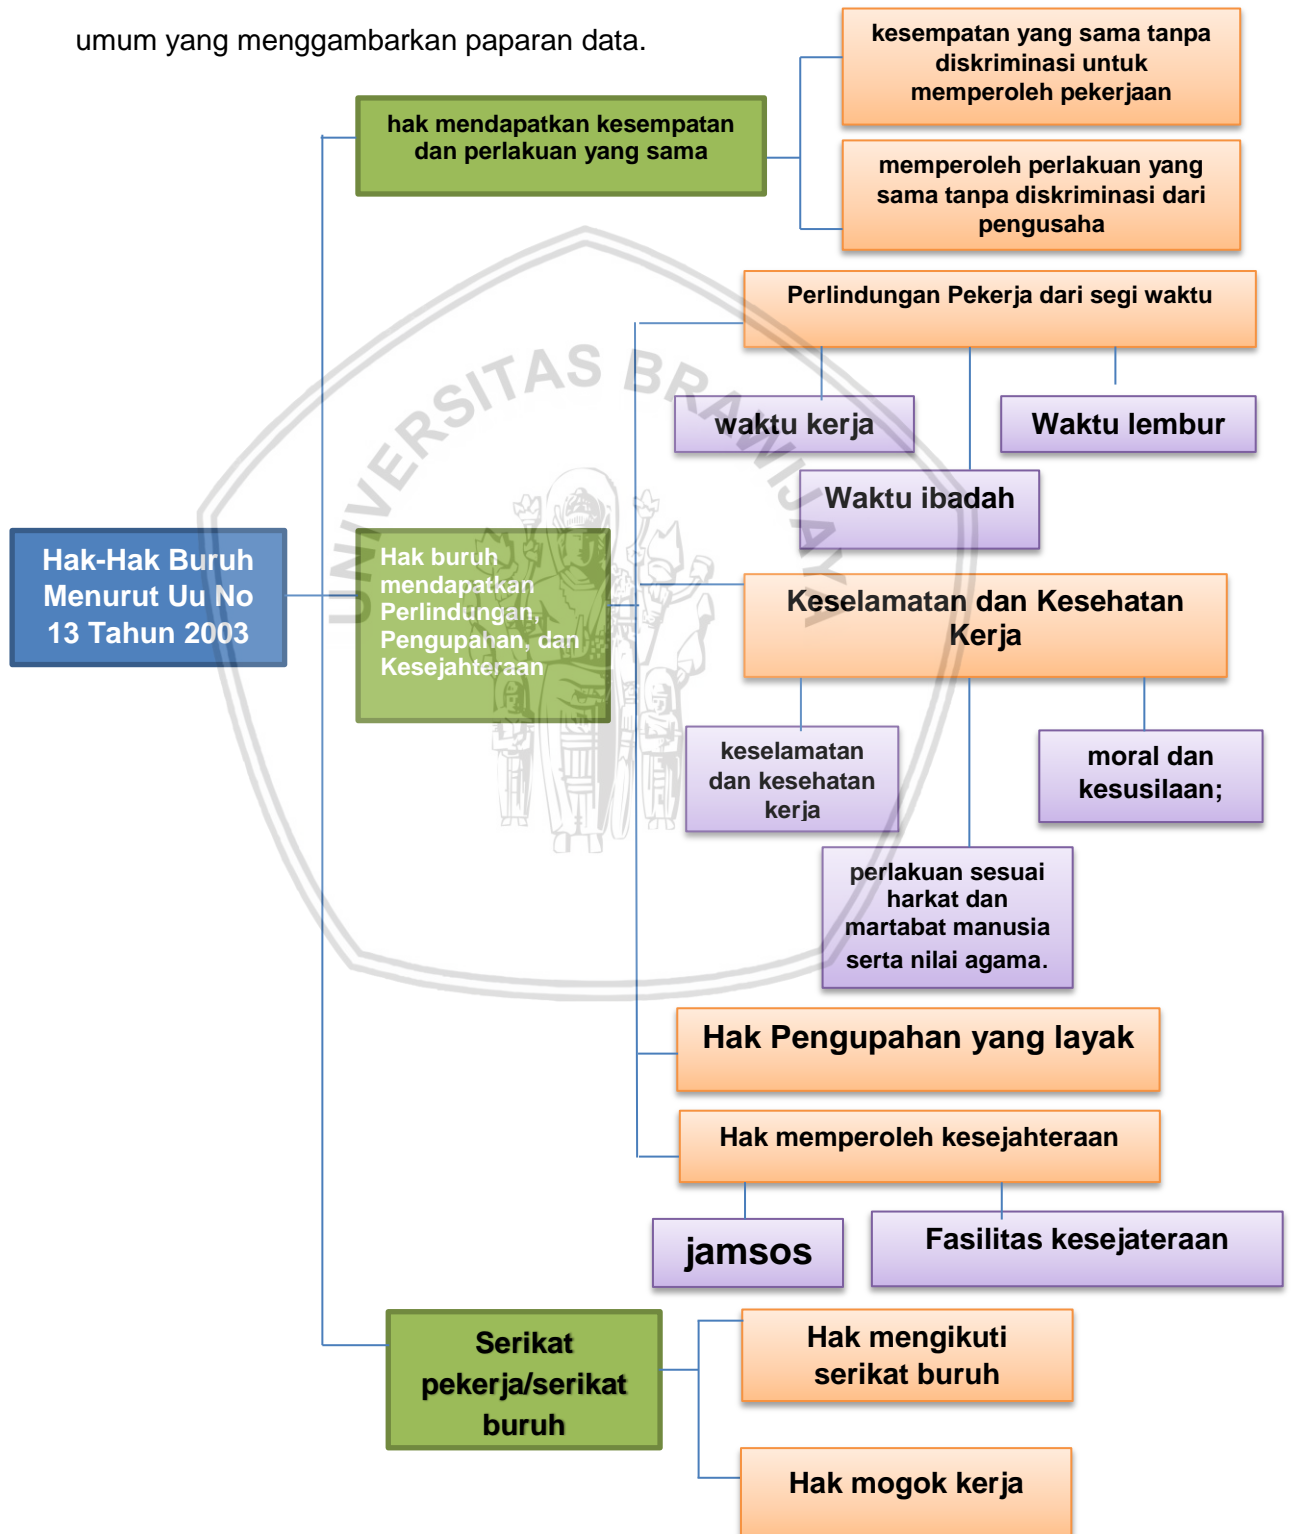 umum yang menggambarkan paparan data.
kesempatan yang sama tanpa
diskriminasi untuk
memperoleh pekerjaan
hak mendapatkan kesempatan
dan perlakuan yang sama
memperoleh perlakuan yang
sama tanpa diskriminasi dari
pengusaha
Perlindungan Pekerja dari segi waktu
waktu kerja
Waktu lembur
Waktu ibadah
UNIVERSITAS BRAWIJAYA
Hak-Hak Buruh
Menurut Uu No
13 Tahun 2003
Hak buruh
mendapatkan
Perlindungan,
Pengupahan, dan
Kesejahteraan
Keselamatan dan Kesehatan
Kerja
keselamatan
dan kesehatan
kerja
moral dan
kesusilaan;
perlakuan sesuai
harkat dan
martabat manusia
serta nilai agama.
Hak Pengupahan yang layak
Hak memperoleh kesejahteraan
jamsos
Fasilitas kesejateraan
Serikat
pekerja/serikat
buruh
Hak mengikuti
serikat buruh
Hak mogok kerja